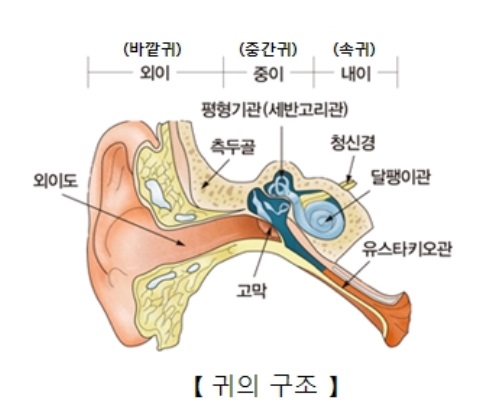 (바깥귀) (중간귀) (속귀)
외이 중이 내이
평형기관(세반고리관)
측두골
청신경
외이도
달팽이관
유스타키오관
고막
【 귀의 구조 】